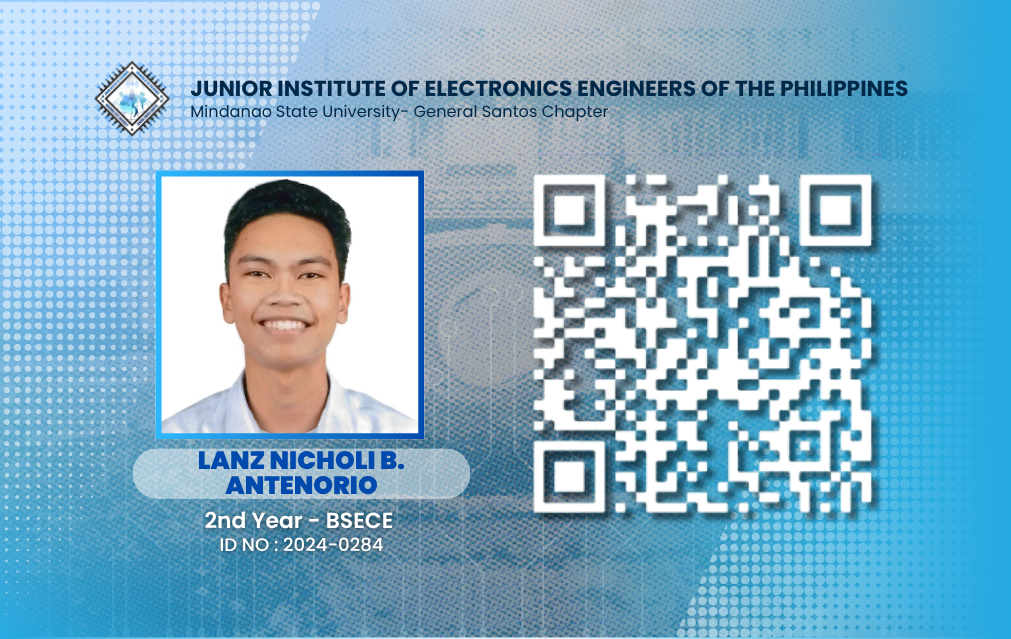 JUNIOR INSTITUTE OF ELECTRONICS ENGINEERS OF THE PHILIPPINES
Mindanao State University- General Santos Chapter
LANZ NICHOLI B.
ANTENORIO
2nd Year - BSECE
ID NO : 2024-0284